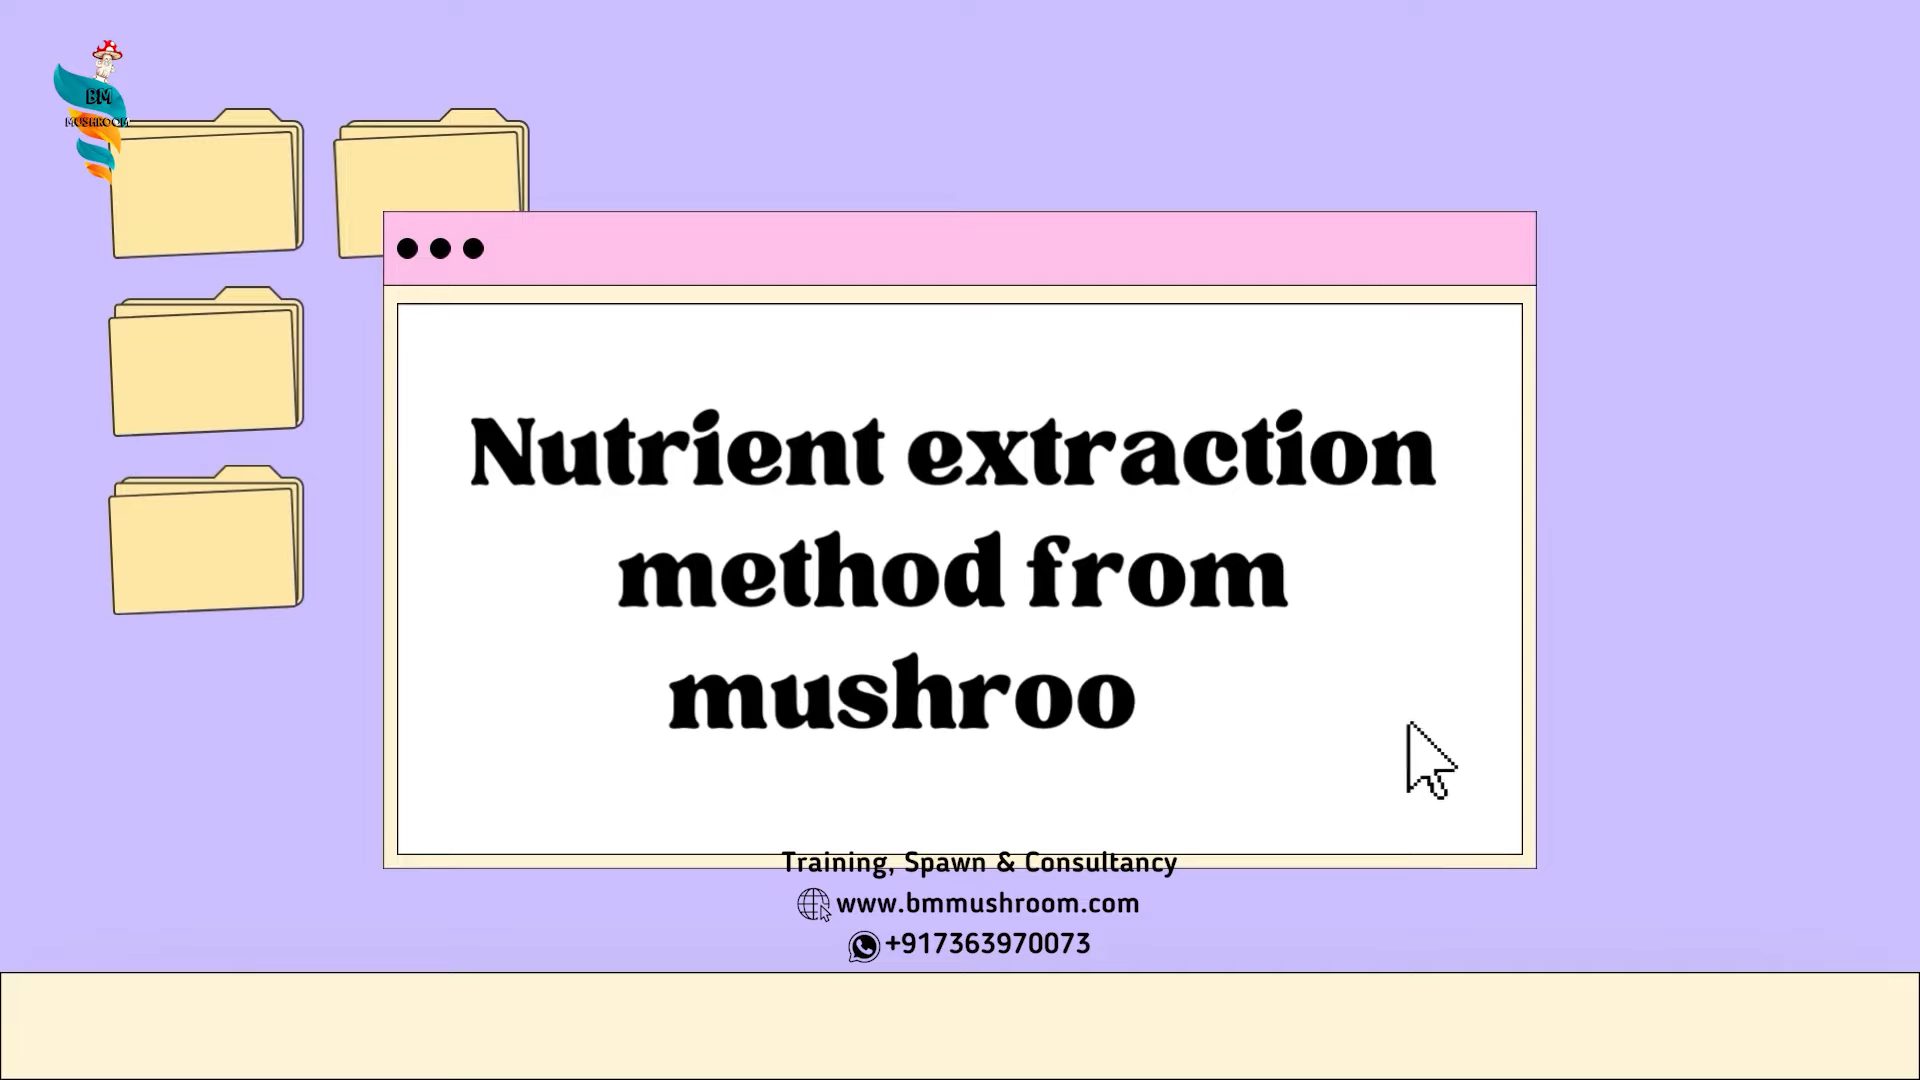 BM
MUSHROOM
Nutrient extraction
method from
mushroo
Training, Spawn & Consultancy
www.bmmushroom.com
+917363970073